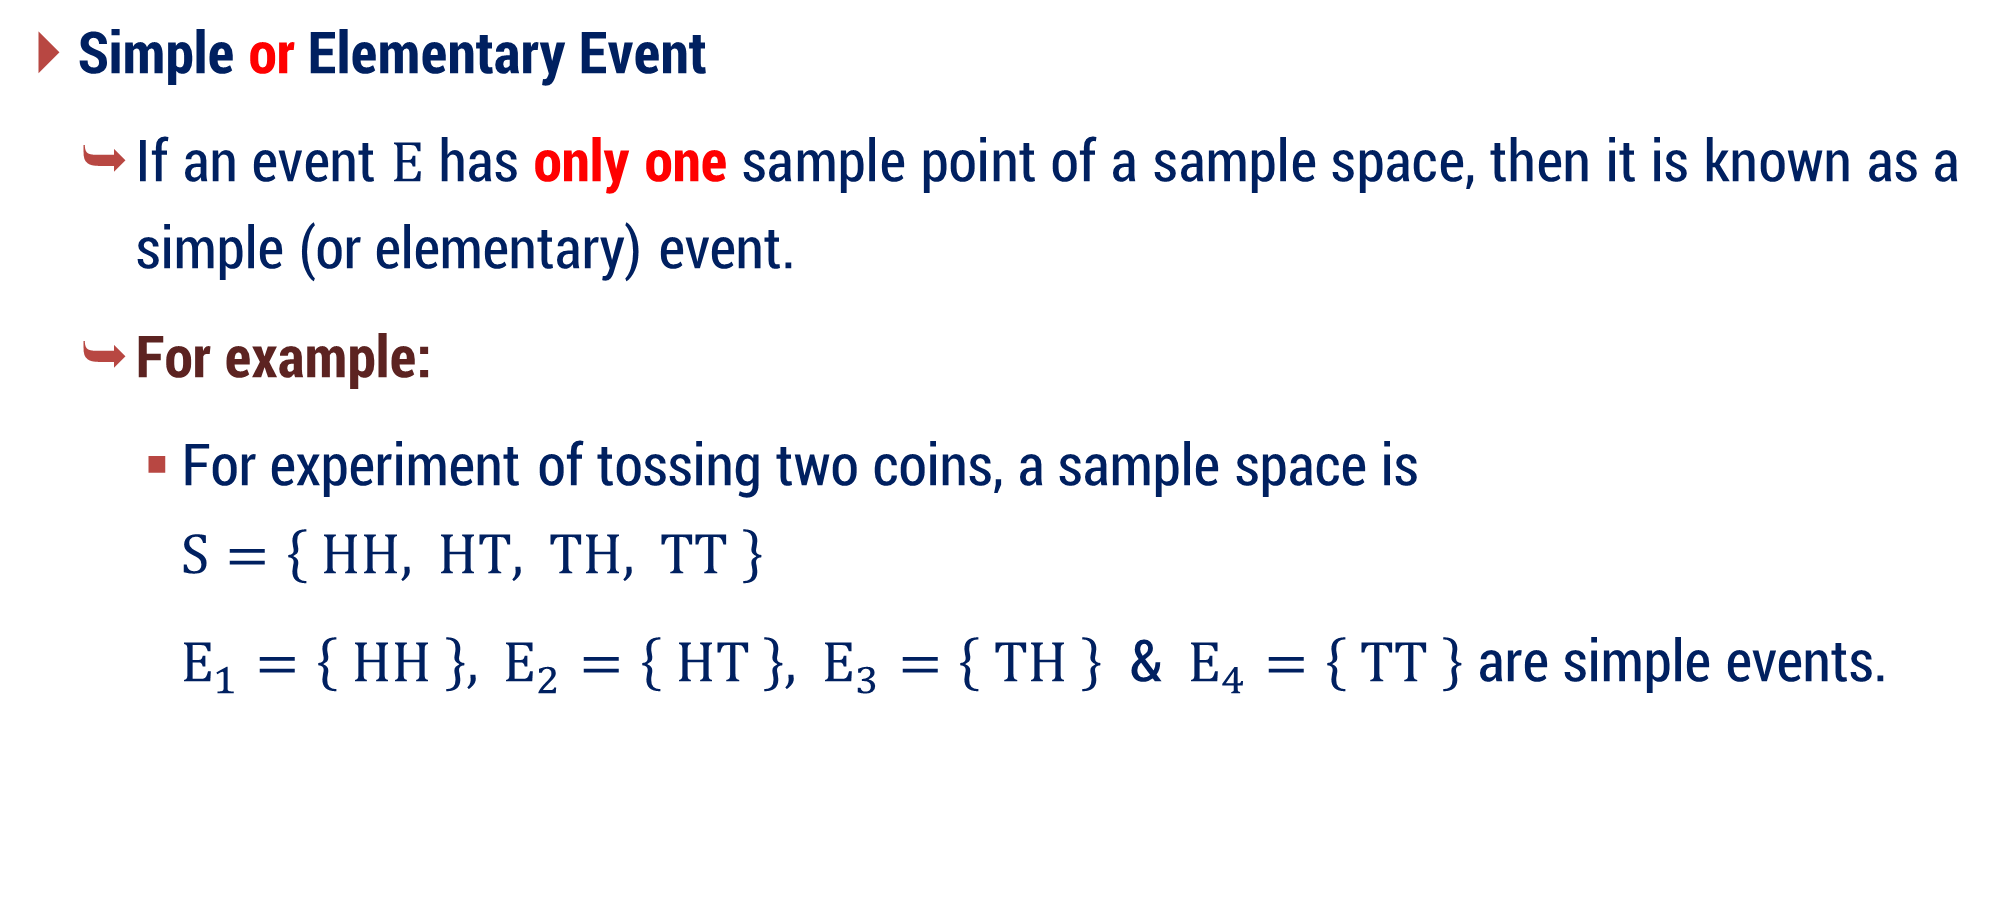 Simple or Elementary Event
If an event E has only one sample point of a sample space, then it is known as a
simple (or elementary) event.
For example:
For experiment of tossing two coins, a sample space is
S = { HH, HT, TH, TT }
E₁ = { HH }, E₂ = { HT }, E₃ = { TH } & E₄ = { TT } are simple events.